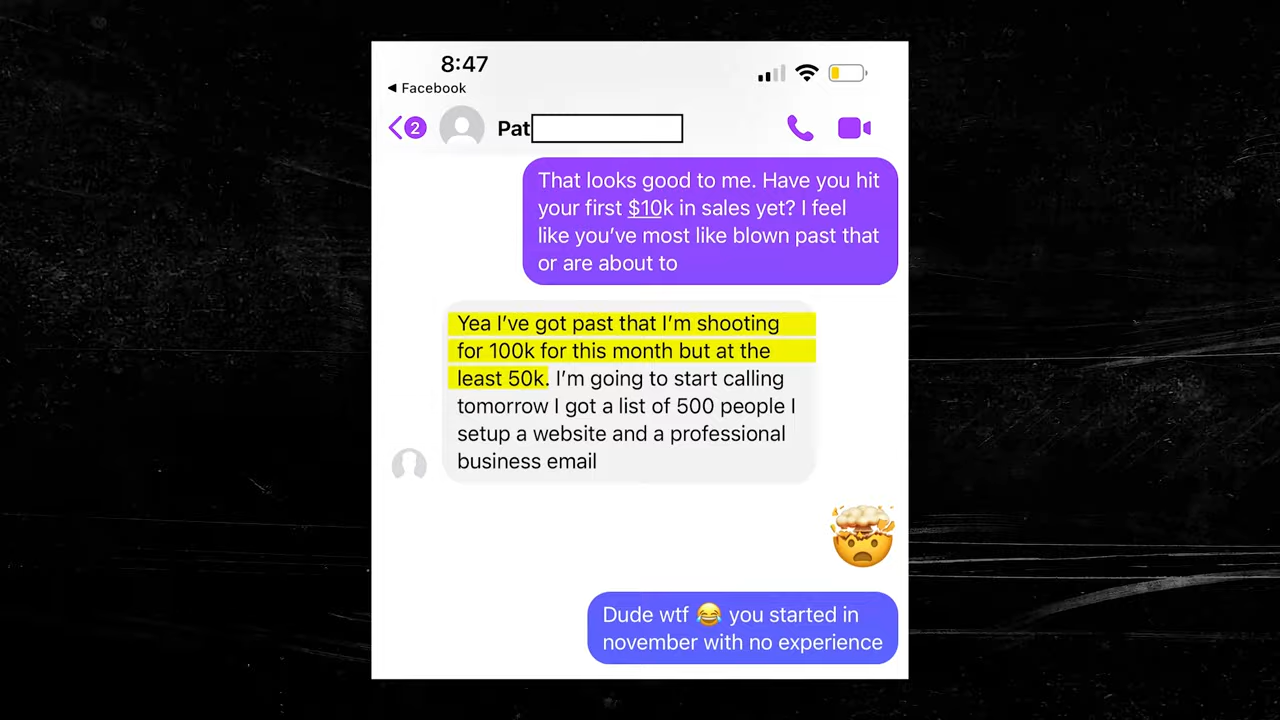 8:47
Facebook
2
Pat
That looks good to me. Have you hit
your first $10k in sales yet? I feel
like you've most like blown past that
or are about to
Yea I've got past that I'm shooting
for 100k for this month but at the
least 50k. I'm going to start calling
tomorrow I got a list of 500 people I
setup a website and a professional
business email
Dude wtf 😂 you started in
november with no experience